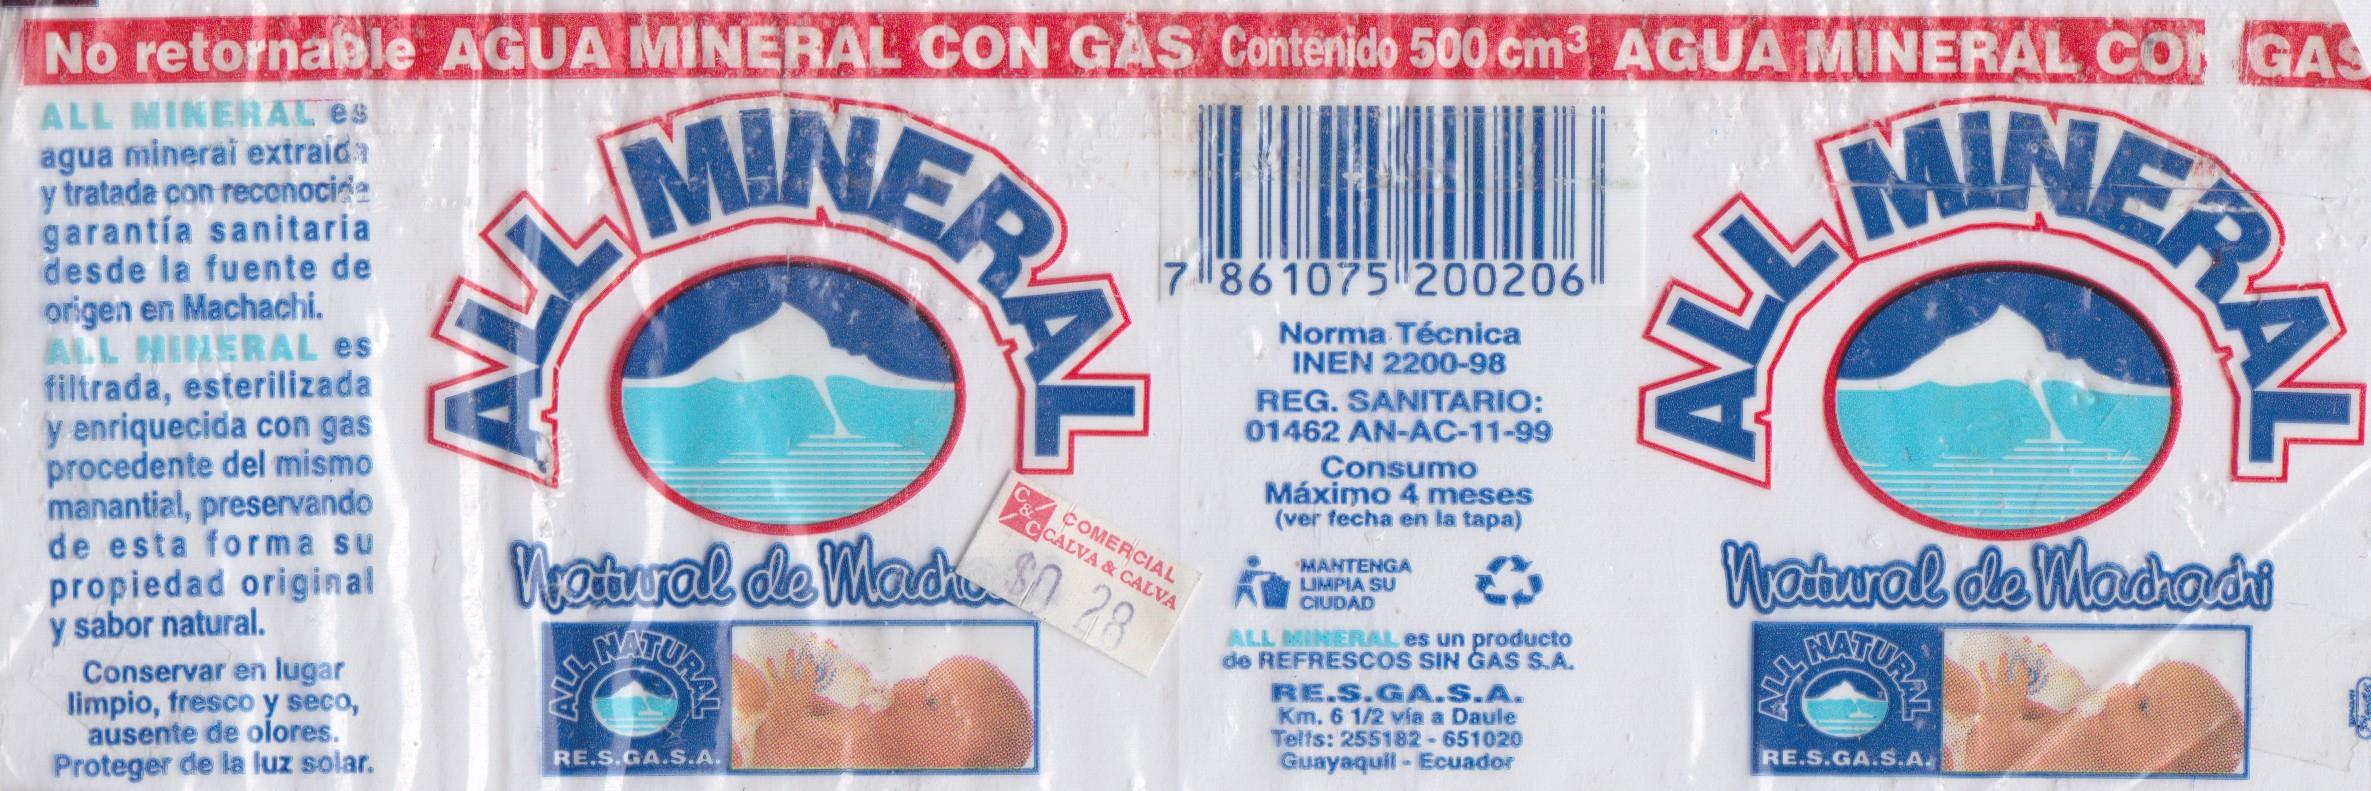 No retornable AGUA MINERAL CON GAS Contenido 500 cm³ AGUA MINERAL CON GAS
ALL MINERAL es
agua mineral extraída
y tratada con reconocida
garantía sanitaria
desde la fuente de
origen en Machachi.
ALL MINERAL es
filtrada, esterilizada
y enriquecida con gas
procedente del mismo
manantial, preservando
de esta forma su
propiedad original
y sabor natural.
Conservar en lugar
limpio, fresco y seco,
ausente de olores.
Proteger de la luz solar.
ALL MINERAL
Natural de Macha
C&C
COMERCIAL
CALVA & CALVA
$0 28
ALL NATURAL
RE.S.GA.S.A.
7 861075 200206
Norma Técnica
INEN 2200-98
REG. SANITARIO:
01462 AN-AC-11-99
Consumo
Máximo 4 meses
(ver fecha en la tapa)
MANTENGA
LIMPIA SU
CIUDAD
ALL MINERAL es un producto
de REFRESCOS SIN GAS S.A.
RE.S.GA.S.A.
Km. 6 1/2 vía a Daule
Telfs: 255182 - 651020
Guayaquil - Ecuador
ALL MINERAL
Natural de Machachi
ALL NATURAL
RE.S.GA.S.A.